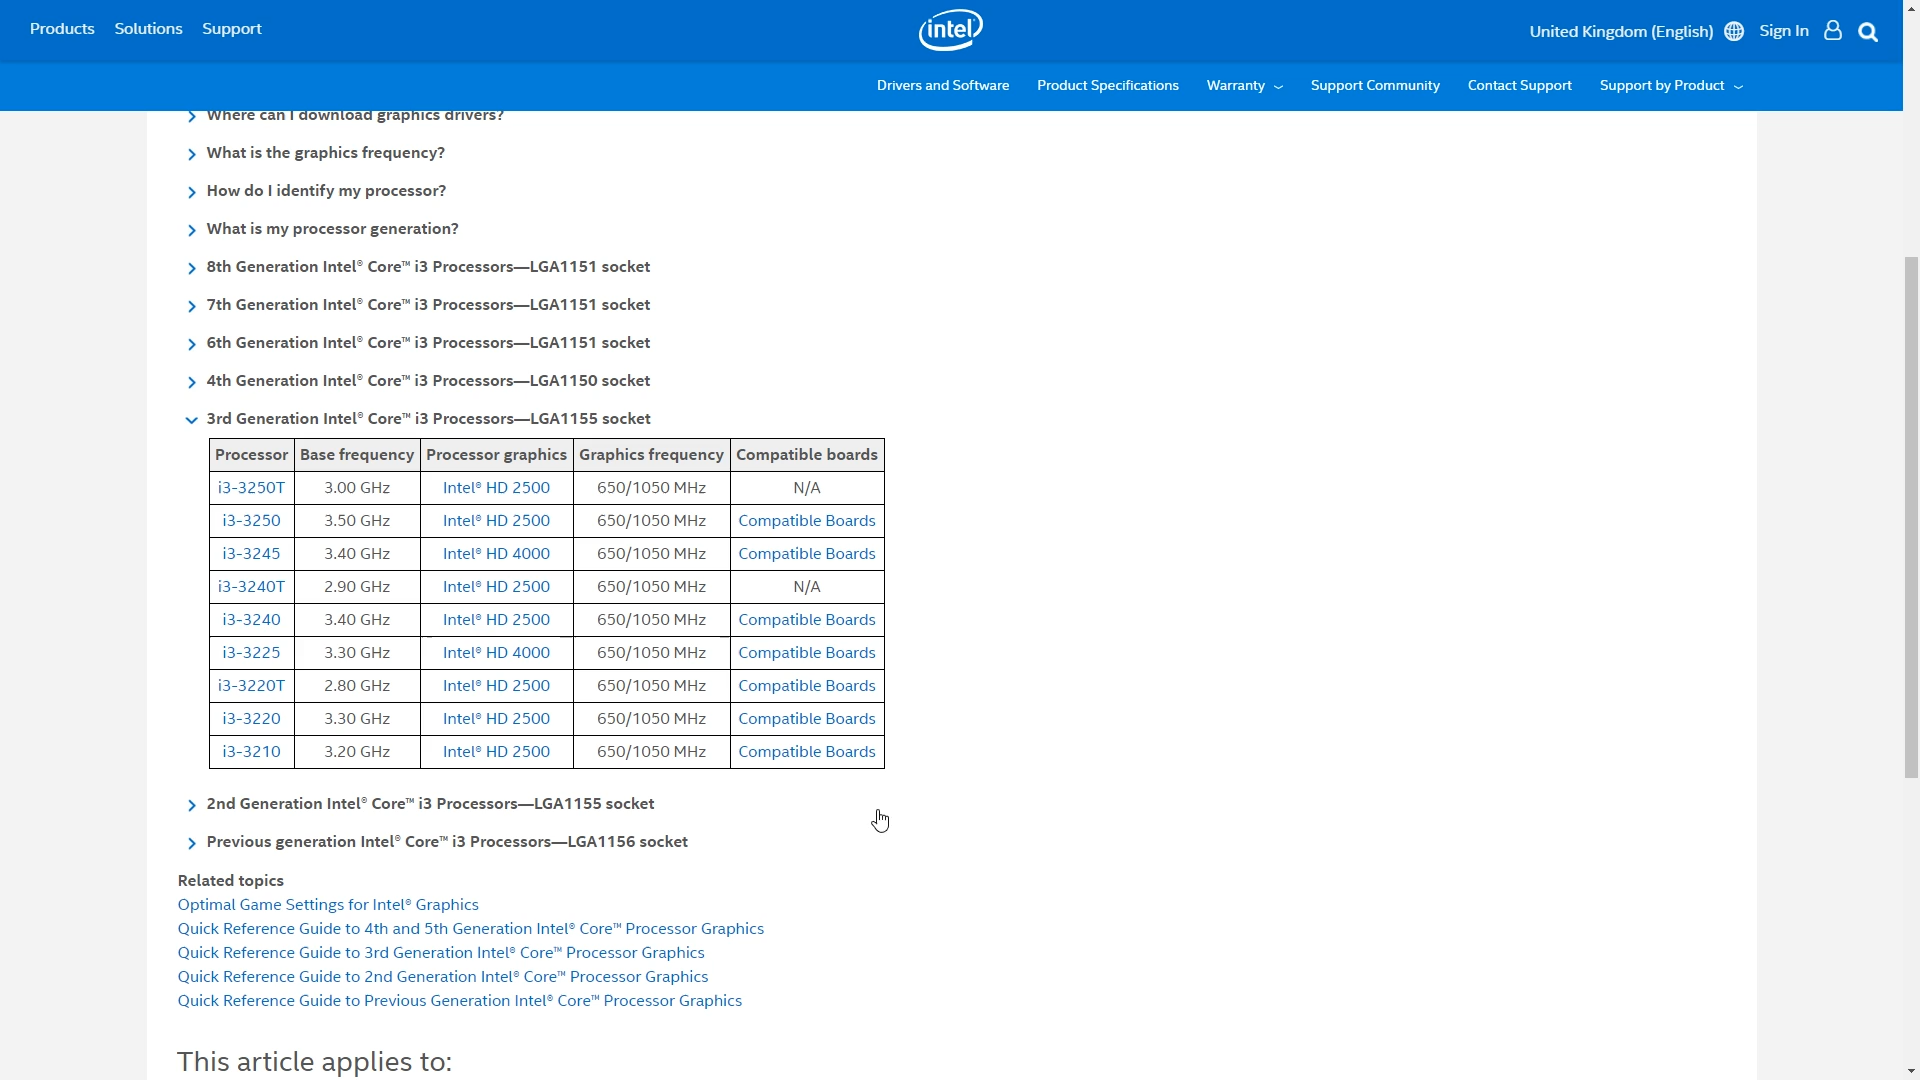 Products Solutions Support
intel
United Kingdom (English) Sign In
Drivers and Software Product Specifications Warranty Support Community Contact Support Support by Product
Where can I download graphics drivers?
What is the graphics frequency?
How do I identify my processor?
What is my processor generation?
8th Generation Intel® Core™ i3 Processors—LGA1151 socket
7th Generation Intel® Core™ i3 Processors—LGA1151 socket
6th Generation Intel® Core™ i3 Processors—LGA1151 socket
4th Generation Intel® Core™ i3 Processors—LGA1150 socket
3rd Generation Intel® Core™ i3 Processors—LGA1155 socket
Processor Base frequency Processor graphics Graphics frequency Compatible boards
i3-3250T 3.00 GHz Intel® HD 2500 650/1050 MHz N/A
i3-3250 3.50 GHz Intel® HD 2500 650/1050 MHz Compatible Boards
i3-3245 3.40 GHz Intel® HD 4000 650/1050 MHz Compatible Boards
i3-3240T 2.90 GHz Intel® HD 2500 650/1050 MHz N/A
i3-3240 3.40 GHz Intel® HD 2500 650/1050 MHz Compatible Boards
i3-3225 3.30 GHz Intel® HD 4000 650/1050 MHz Compatible Boards
i3-3220T 2.80 GHz Intel® HD 2500 650/1050 MHz Compatible Boards
i3-3220 3.30 GHz Intel® HD 2500 650/1050 MHz Compatible Boards
i3-3210 3.20 GHz Intel® HD 2500 650/1050 MHz Compatible Boards
2nd Generation Intel® Core™ i3 Processors—LGA1155 socket
Previous generation Intel® Core™ i3 Processors—LGA1156 socket
Related topics
Optimal Game Settings for Intel® Graphics
Quick Reference Guide to 4th and 5th Generation Intel® Core™ Processor Graphics
Quick Reference Guide to 3rd Generation Intel® Core™ Processor Graphics
Quick Reference Guide to 2nd Generation Intel® Core™ Processor Graphics
Quick Reference Guide to Previous Generation Intel® Core™ Processor Graphics
This article applies to: